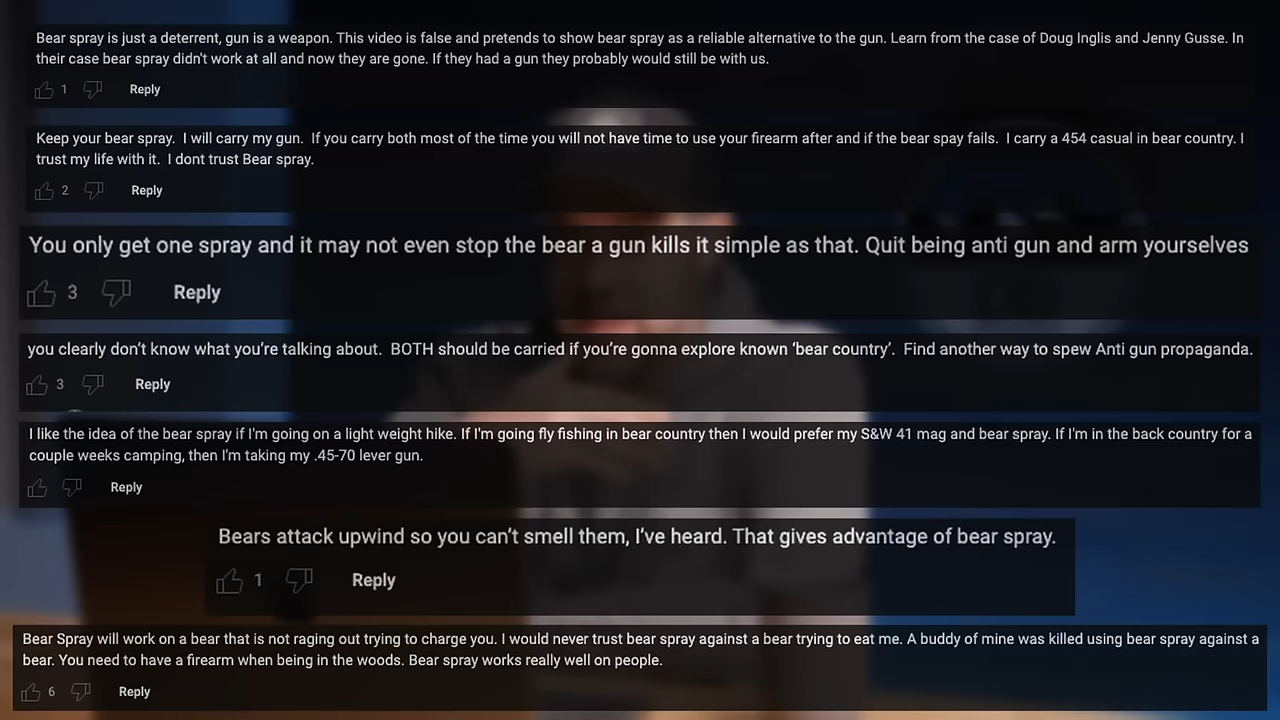 Bear spray is just a deterrent, gun is a weapon. This video is false and pretends to show bear spray as a reliable alternative to the gun. Learn from the case of Doug Inglis and Jenny Gusse. In
their case bear spray didn't work at all and now they are gone. If they had a gun they probably would still be with us.
1 Reply
Keep your bear spray. I will carry my gun. If you carry both most of the time you will not have time to use your firearm after and if the bear spay fails. I carry a 454 casual in bear country. I
trust my life with it. I dont trust Bear spray.
2 Reply
You only get one spray and it may not even stop the bear a gun kills it simple as that. Quit being anti gun and arm yourselves
3 Reply
you clearly don't know what you're talking about. BOTH should be carried if you're gonna explore known 'bear country'. Find another way to spew Anti gun propaganda.
3 Reply
I like the idea of the bear spray if I'm going on a light weight hike. If I'm going fly fishing in bear country then I would prefer my S&W 41 mag and bear spray. If I'm in the back country for a
couple weeks camping, then I'm taking my .45-70 lever gun.
Reply
Bears attack upwind so you can't smell them, I've heard. That gives advantage of bear spray.
1 Reply
Bear Spray will work on a bear that is not raging out trying to charge you. I would never trust bear spray against a bear trying to eat me. A buddy of mine was killed using bear spray against a
bear. You need to have a firearm when being in the woods. Bear spray works really well on people.
6 Reply